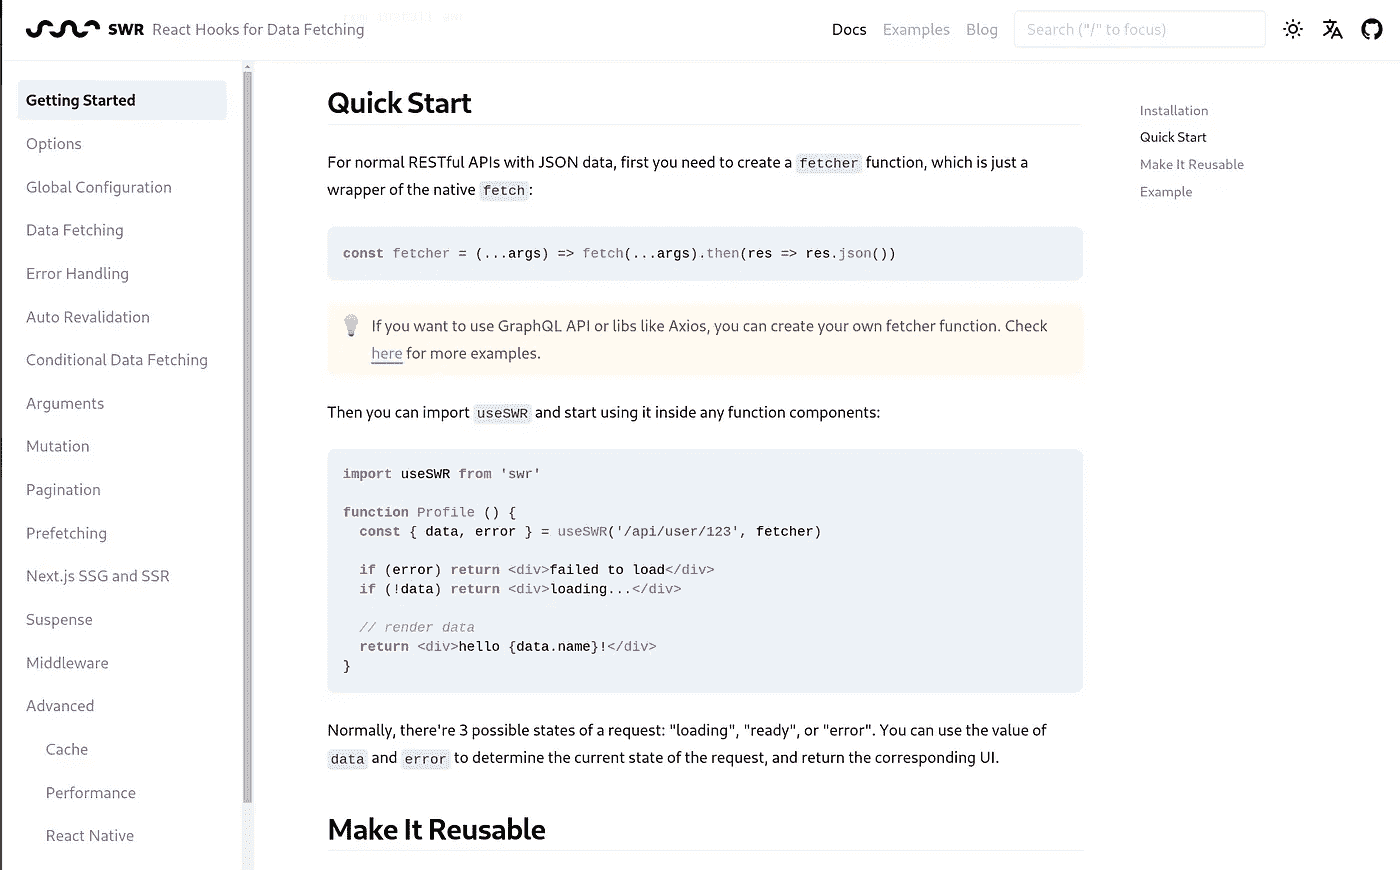 SWR React Hooks for Data Fetching
Docs Examples Blog Search ("/" to focus)
Getting Started
Options
Global Configuration
Data Fetching
Error Handling
Auto Revalidation
Conditional Data Fetching
Arguments
Mutation
Pagination
Prefetching
Next.js SSG and SSR
Suspense
Middleware
Advanced
Cache
Performance
React Native
Quick Start
For normal RESTful APIs with JSON data, first you need to create a fetcher function, which is just a
wrapper of the native fetch:
const fetcher = (...args) => fetch(...args).then(res => res.json())
If you want to use GraphQL API or libs like Axios, you can create your own fetcher function. Check
here for more examples.
Then you can import useSWR and start using it inside any function components:
import useSWR from 'swr'
function Profile () {
const { data, error } = useSWR('/api/user/123', fetcher)
if (error) return <div>failed to load</div>
if (!data) return <div>loading...</div>
// render data
return <div>hello {data.name}!</div>
}
Normally, there're 3 possible states of a request: "loading", "ready", or "error". You can use the value of
data and error to determine the current state of the request, and return the corresponding UI.
Make It Reusable
Installation
Quick Start
Make It Reusable
Example